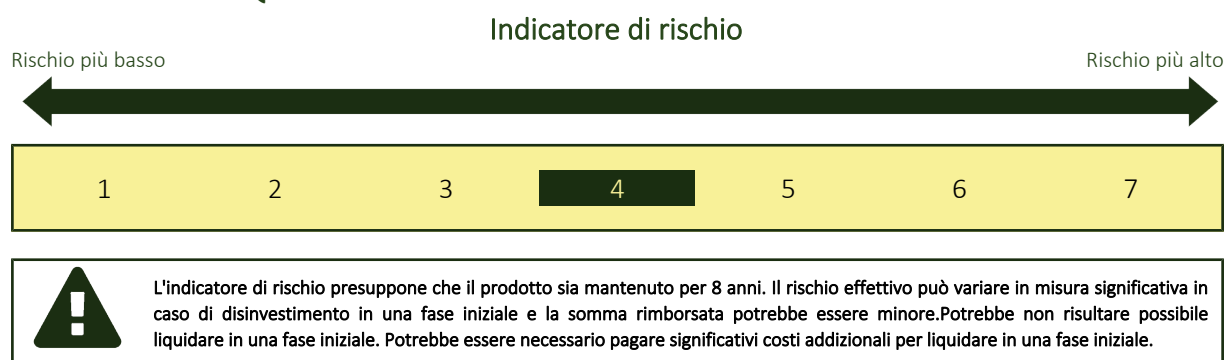 Indicatore di rischio
Rischio più basso Rischio più alto
1 2 3 4 5 6 7
L'indicatore di rischio presuppone che il prodotto sia mantenuto per 8 anni. Il rischio effettivo può variare in misura significativa in
caso di disinvestimento in una fase iniziale e la somma rimborsata potrebbe essere minore.Potrebbe non risultare possibile
liquidare in una fase iniziale. Potrebbe essere necessario pagare significativi costi addizionali per liquidare in una fase iniziale.